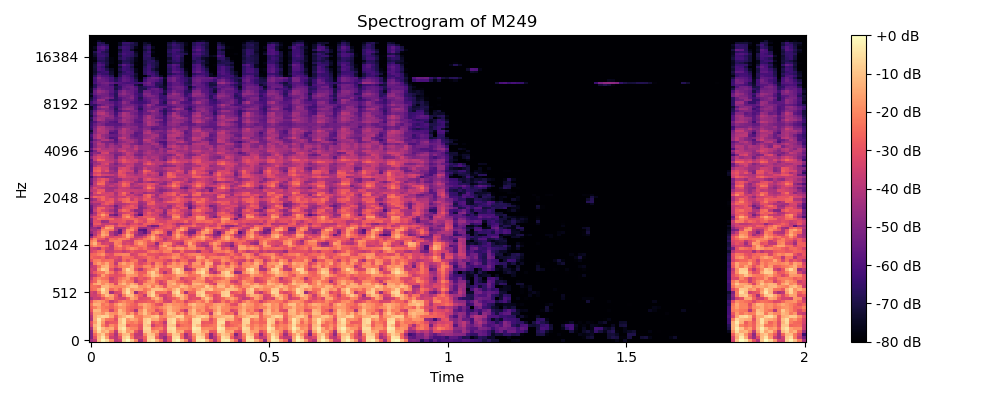 Spectrogram of M249
Hz
16384
8192
4096
2048
1024
512
0
0 0.5 1 1.5 2
Time
+0 dB
-10 dB
-20 dB
-30 dB
-40 dB
-50 dB
-60 dB
-70 dB
-80 dB